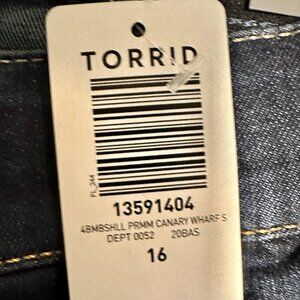 TORRID
FL_244
13591404
4BMBSHLL PRMM CANARY WHARF S
DEPT 0052 20BAS
16